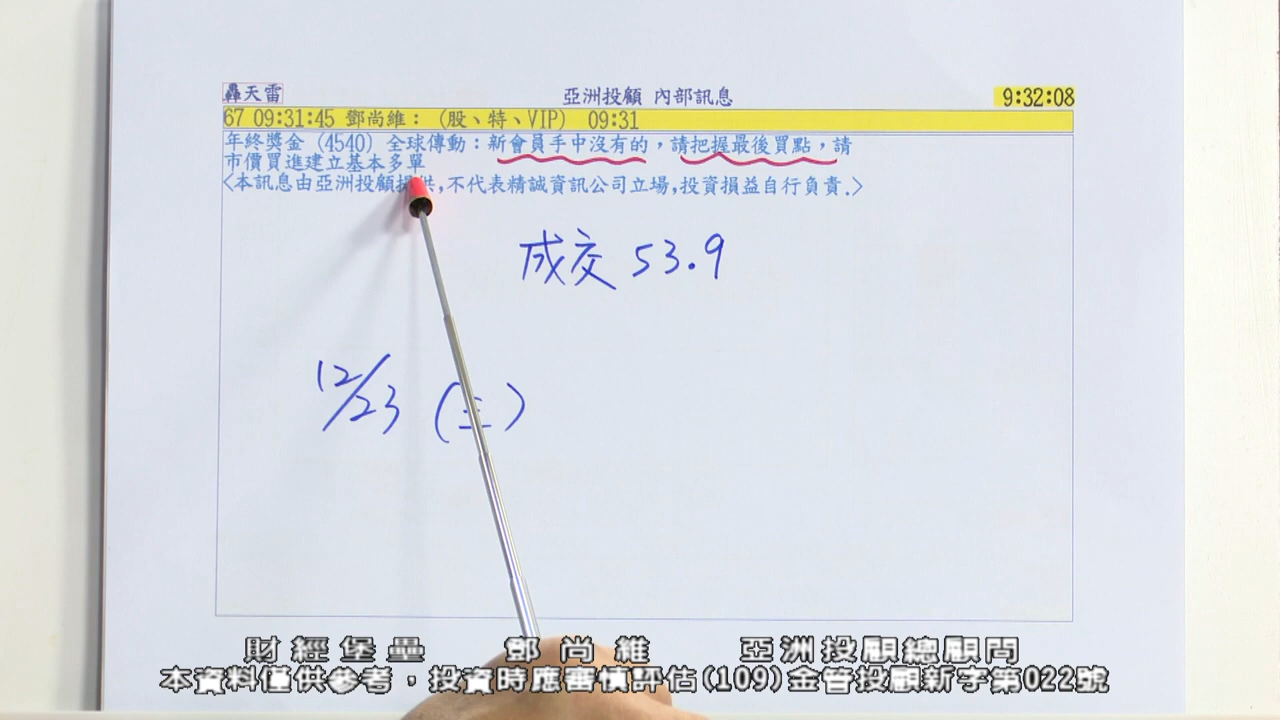 轟天雷
亞洲投顧 內部訊息
9:32:08
67 09:31:45 鄧尚維：（股、特、VIP） 09:31
年終獎金（4540）全球傳動：新會員手中沒有的，請把握最後買點，請
市價買進建立基本多單
<本訊息由亞洲投顧提供,不代表精誠資訊公司立場,投資損益自行負責.>
成交 53.9
12/23（三）
財經堡壘 鄧尚維 亞洲投顧總顧問
本資料僅供參考，投資時應審慎評估(109)金管投顧新字第022號